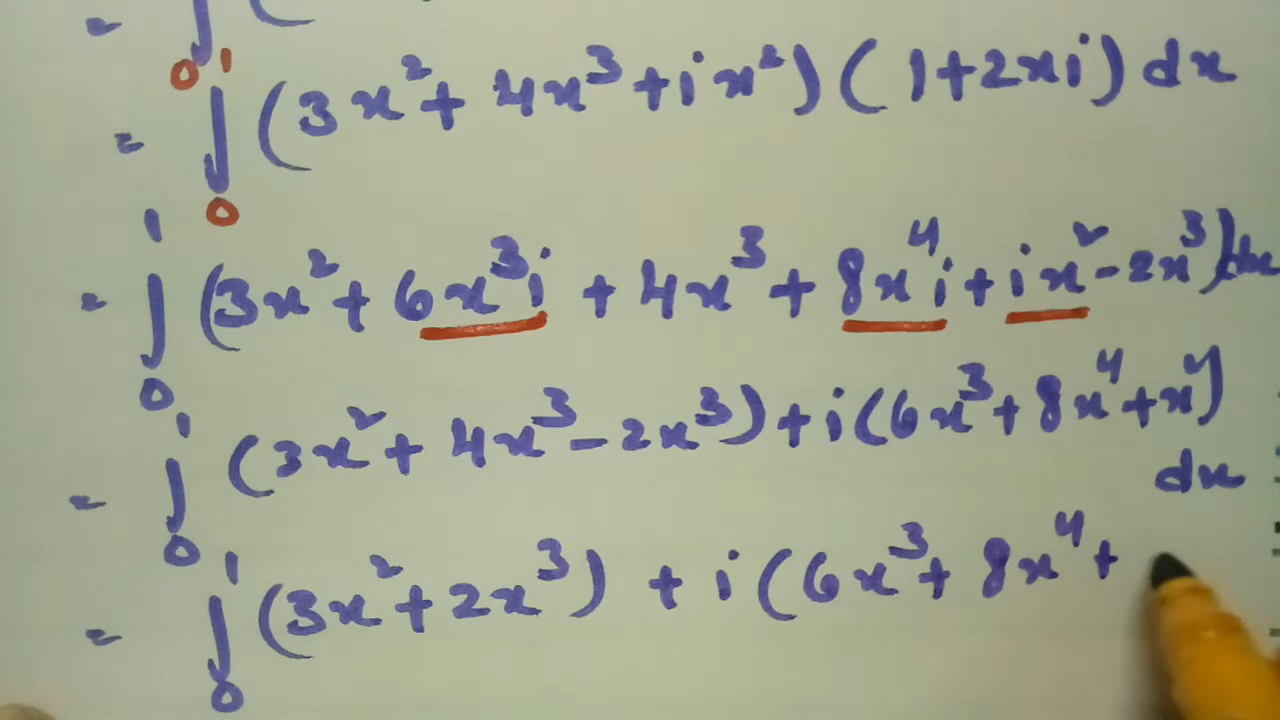 = ∫₀ (
= ∫₀¹ (3x² + 4x³ + ix²) (1+2xi) dx
= ∫₀¹ (3x² + 6x³i + 4x³ + 8x⁴i + ix² - 2x³) dx
= ∫₀¹ (3x² + 4x³ - 2x³) + i(6x³ + 8x⁴ + x²)
dx
= ∫₀¹ (3x² + 2x³) + i(6x³ + 8x⁴ +